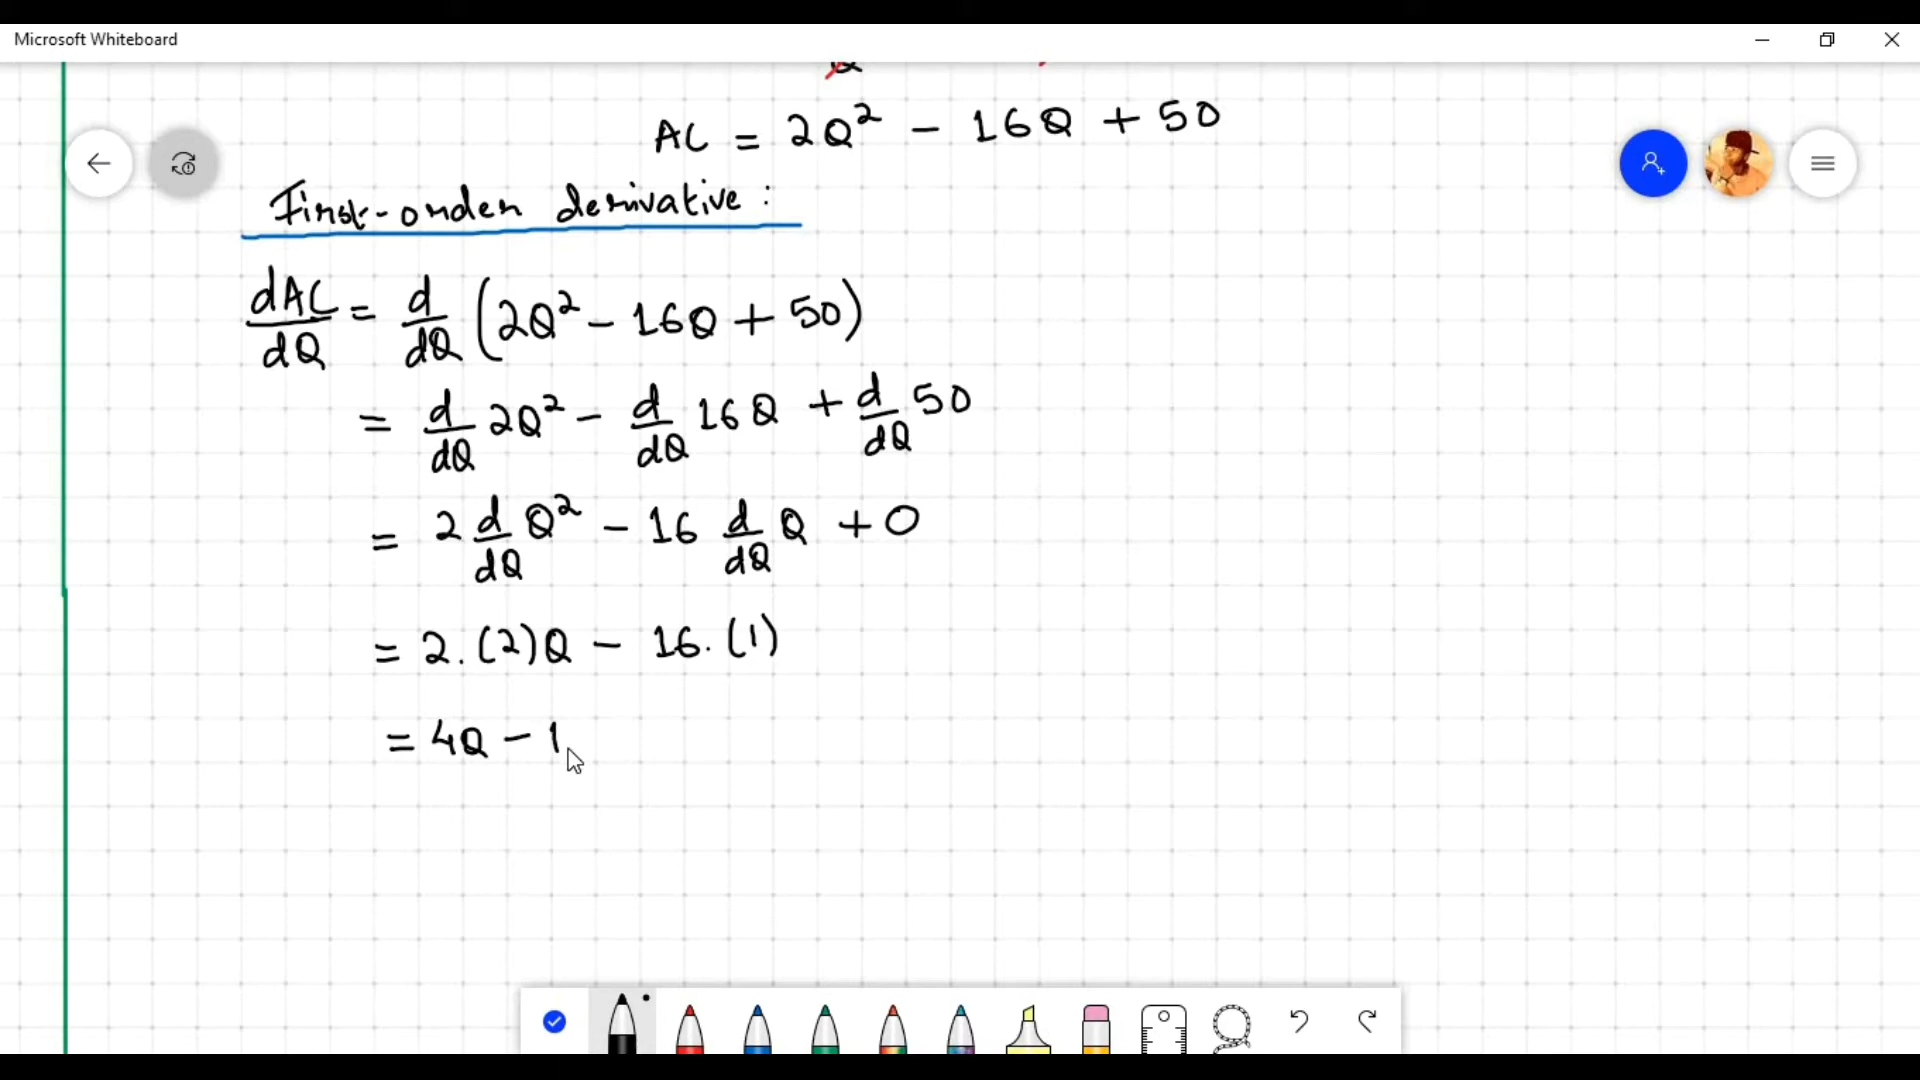 Microsoft Whiteboard
AC = 2Q² - 16Q + 50
First-order derivative:
dAC/dQ = d/dQ (2Q² - 16Q + 50)
= d/dQ 2Q² - d/dQ 16Q + d/dQ 50
= 2 d/dQ Q² - 16 d/dQ Q + 0
= 2.(2)Q - 16.(1)
= 4Q - 1